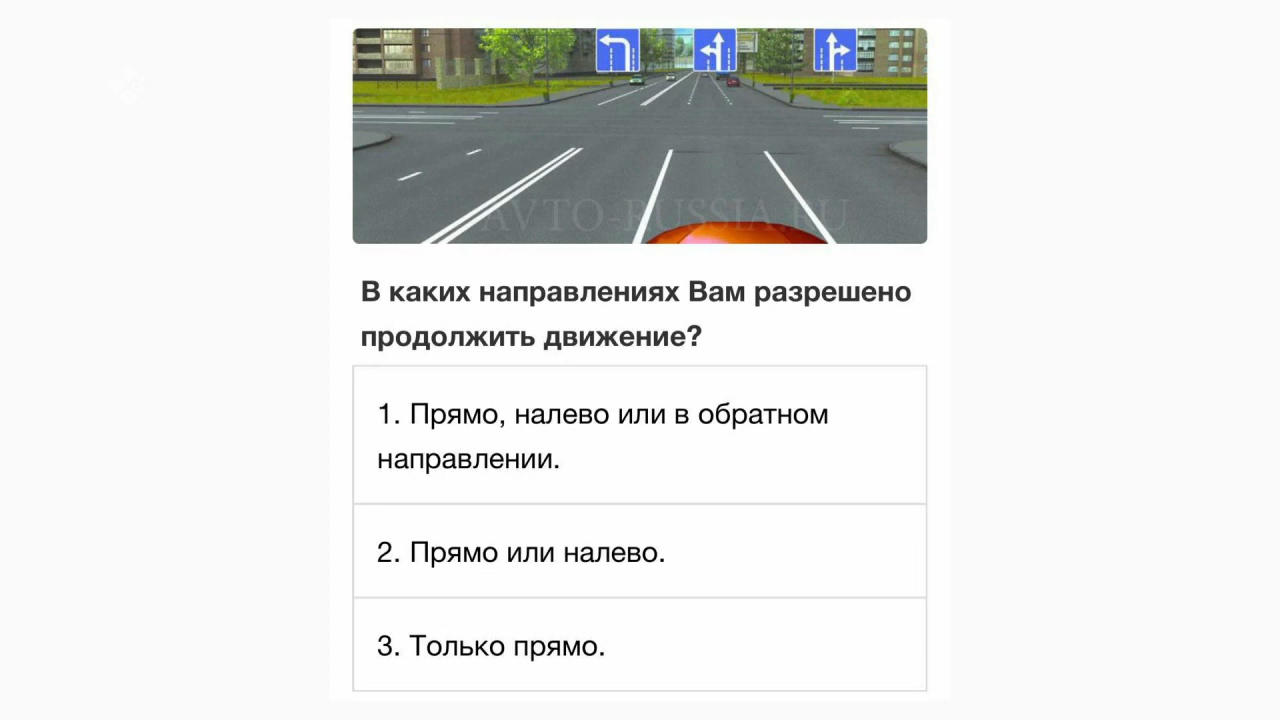 AVTO-RUSSIA.RU
В каких направлениях Вам разрешено
продолжить движение?
1. Прямо, налево или в обратном
направлении.
2. Прямо или налево.
3. Только прямо.